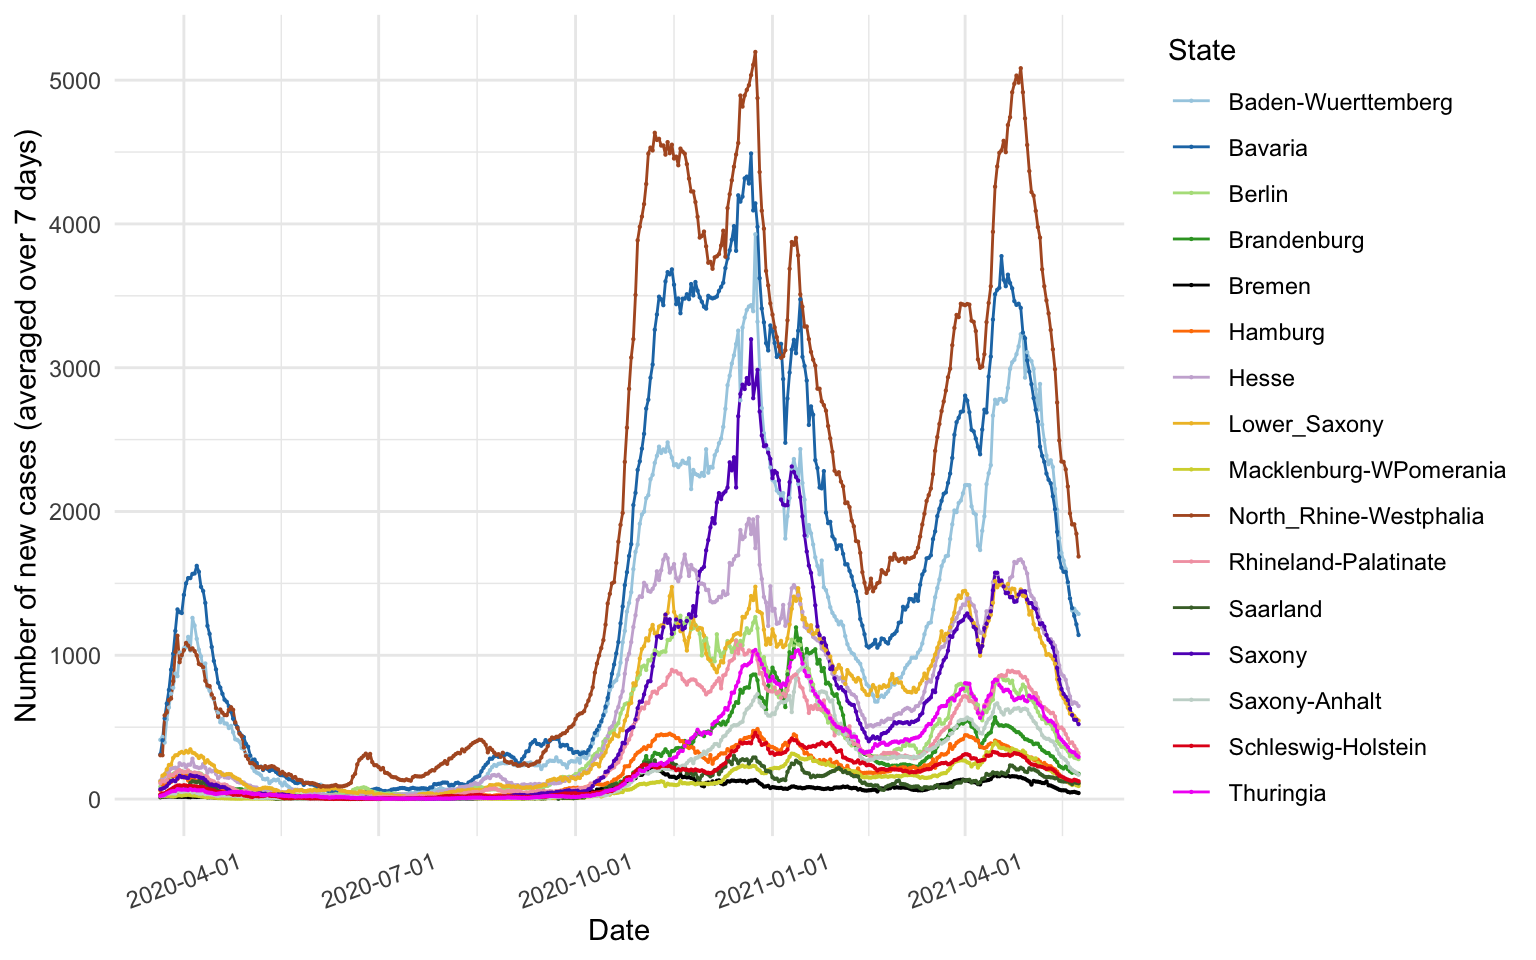 State
Baden-Wuerttemberg
Bavaria
Berlin
Brandenburg
Bremen
Hamburg
Hesse
Lower_Saxony
Macklenburg-WPomerania
North_Rhine-Westphalia
Rhineland-Palatinate
Saarland
Saxony
Saxony-Anhalt
Schleswig-Holstein
Thuringia
Number of new cases (averaged over 7 days)
5000
4000
3000
2000
1000
0
2020-04-01
2020-07-01
2020-10-01
2021-01-01
2021-04-01
Date